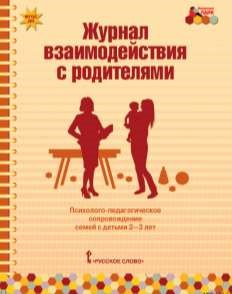 Журнал
взаимодействия
с родителями
Психолого-педагогическое
сопровождение
семей с детьми 2–3 лет
«РУССКОЕ СЛОВО»